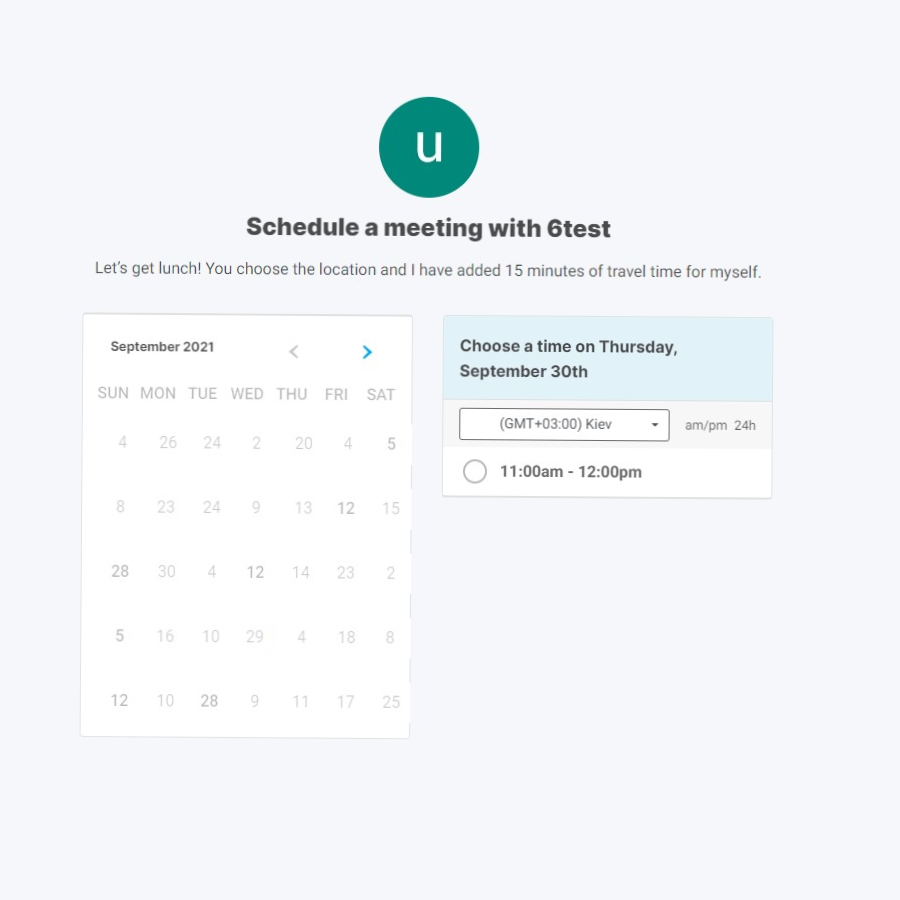 u
Schedule a meeting with 6test
Let's get lunch! You choose the location and I have added 15 minutes of travel time for myself.
September 2021
SUN MON TUE WED THU FRI SAT
4 26 24 2 20 4 5
8 23 24 9 13 12 15
28 30 4 12 14 23 2
5 16 10 29 4 18 8
12 10 28 9 11 17 25
Choose a time on Thursday,
September 30th
(GMT+03:00) Kiev am/pm 24h
11:00am - 12:00pm